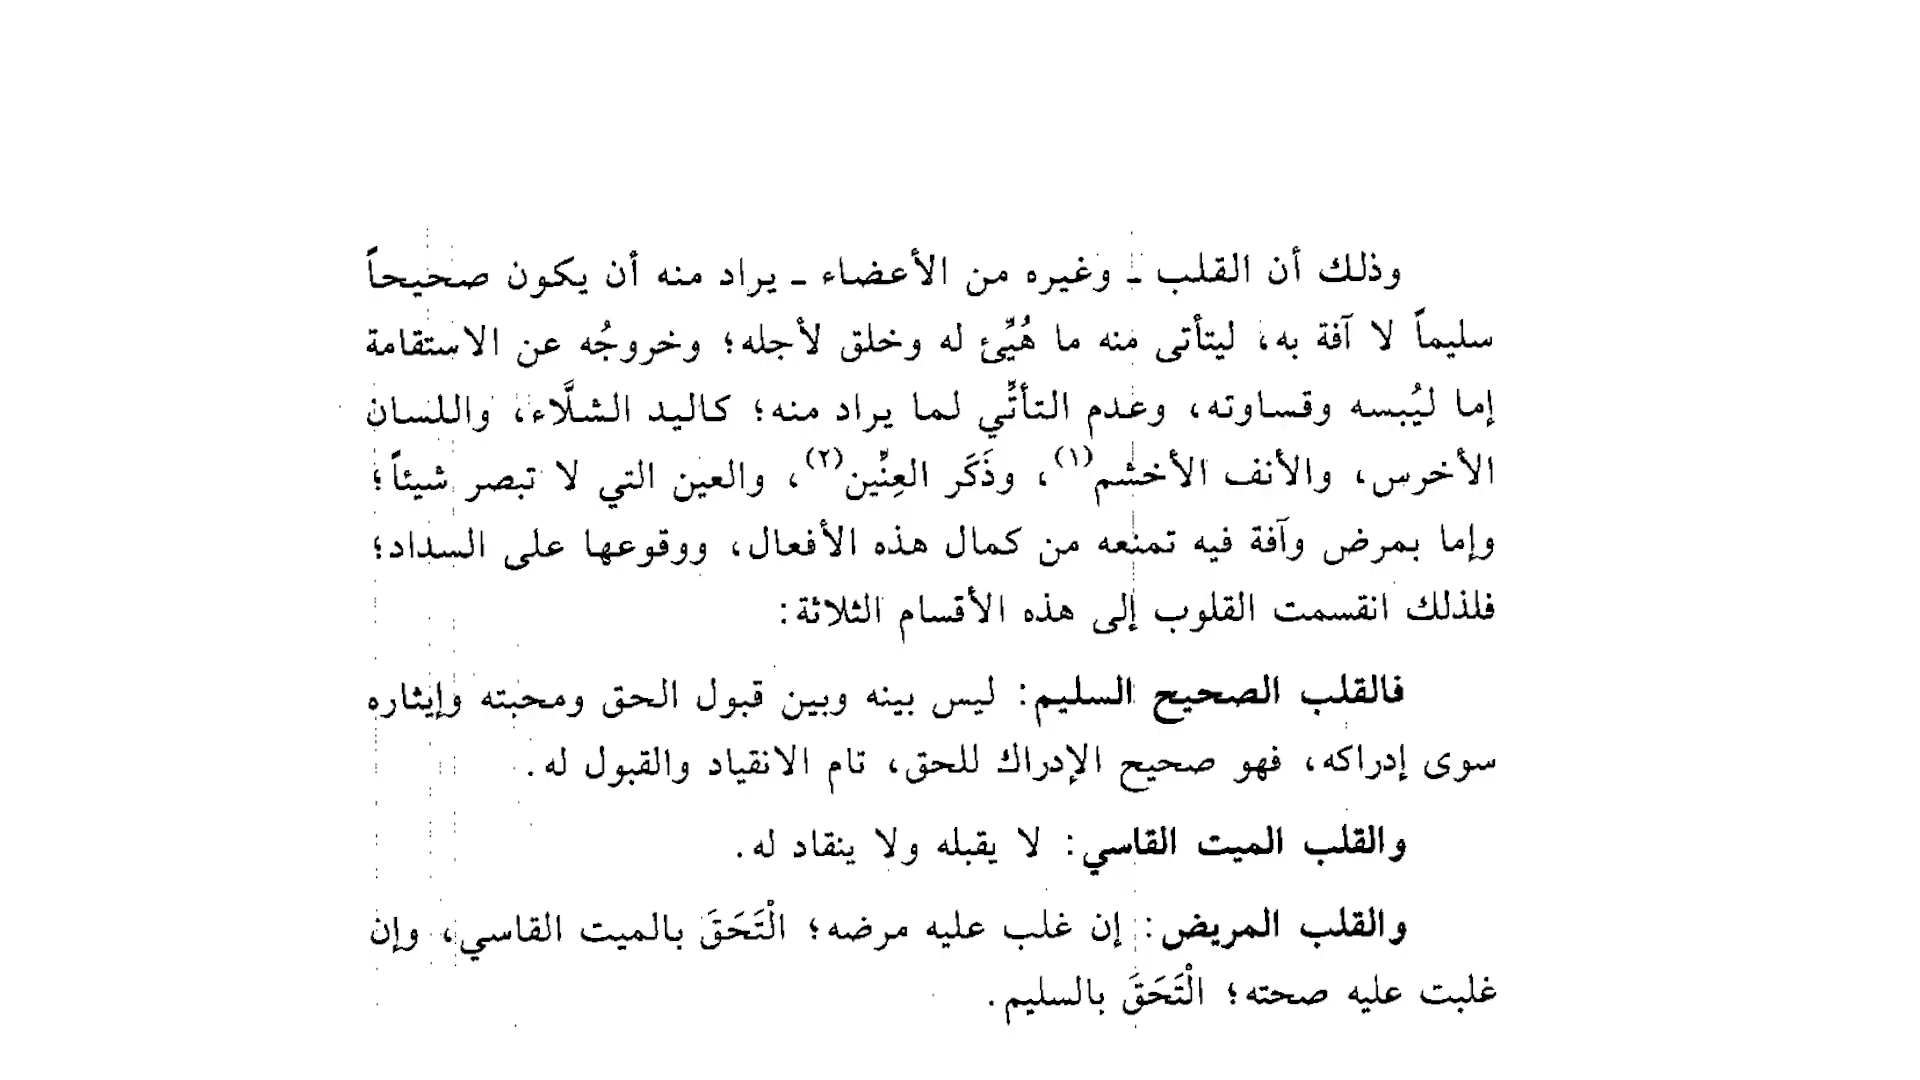 وذلك أن القلب ـ وغيره من الأعضاء ـ يراد منه أن يكون صحيحاً
سليماً لا آفة به، ليتأتى منه ما هُيِّئ له وخلق لأجله؛ وخروجُه عن الاستقامة
إما ليُبسه وقساوته، وعدم التأتِّي لما يراد منه؛ كاليد الشلَّاء، واللسان
الأخرس، والأنف الأخشم(١)، وذَكَر العِنِّين(٢)، والعين التي لا تبصر شيئاً؛
وإما بمرض وآفة فيه تمنعه من كمال هذه الأفعال، ووقوعها على السداد؛
فلذلك انقسمت القلوب إلى هذه الأقسام الثلاثة:
فالقلب الصحيح السليم: ليس بينه وبين قبول الحق ومحبته وإيثاره
سوى إدراكه، فهو صحيح الإدراك للحق، تام الانقياد والقبول له.
والقلب الميت القاسي: لا يقبله ولا ينقاد له.
والقلب المريض: إن غلب عليه مرضه؛ الْتَحَقَ بالميت القاسي، وإن
غلبت عليه صحته؛ الْتَحَقَ بالسليم.